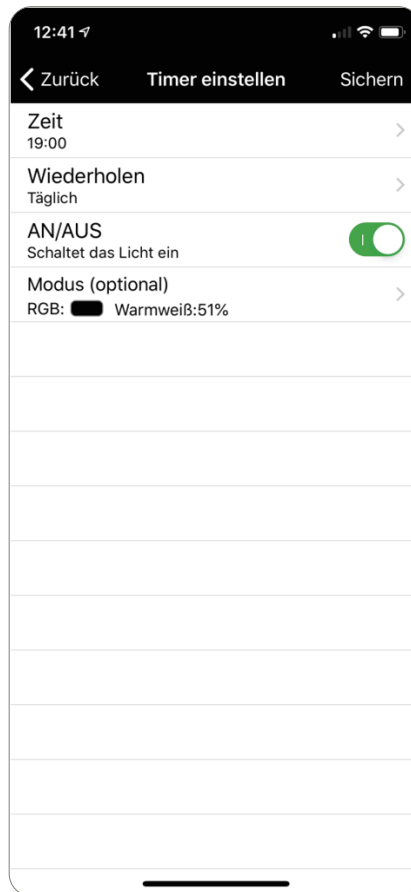 12:41
Zurück Timer einstellen Sichern
Zeit
19:00
Wiederholen
Täglich
AN/AUS
Schaltet das Licht ein
Modus (optional)
RGB: Warmweiß:51%